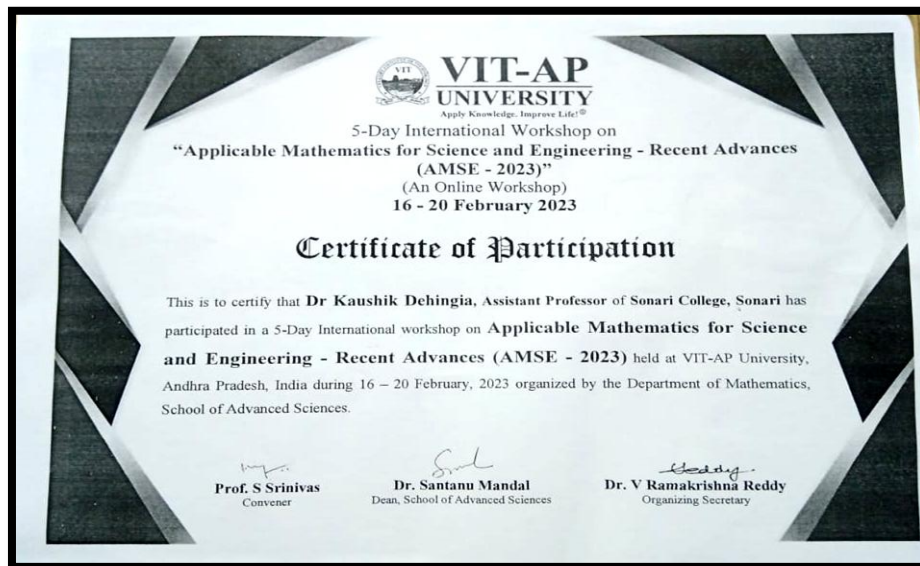 VIT
VIT-AP
UNIVERSITY
Apply Knowledge. Improve Life!®
5-Day International Workshop on
“Applicable Mathematics for Science and Engineering - Recent Advances
(AMSE - 2023)”
(An Online Workshop)
16 - 20 February 2023
Certificate of Participation
This is to certify that Dr Kaushik Dehingia, Assistant Professor of Sonari College, Sonari has
participated in a 5-Day International workshop on Applicable Mathematics for Science
and Engineering - Recent Advances (AMSE - 2023) held at VIT-AP University,
Andhra Pradesh, India during 16 – 20 February, 2023 organized by the Department of Mathematics,
School of Advanced Sciences.
Prof. S Srinivas
Convener
Dr. Santanu Mandal
Dean, School of Advanced Sciences
Dr. V Ramakrishna Reddy
Organizing Secretary